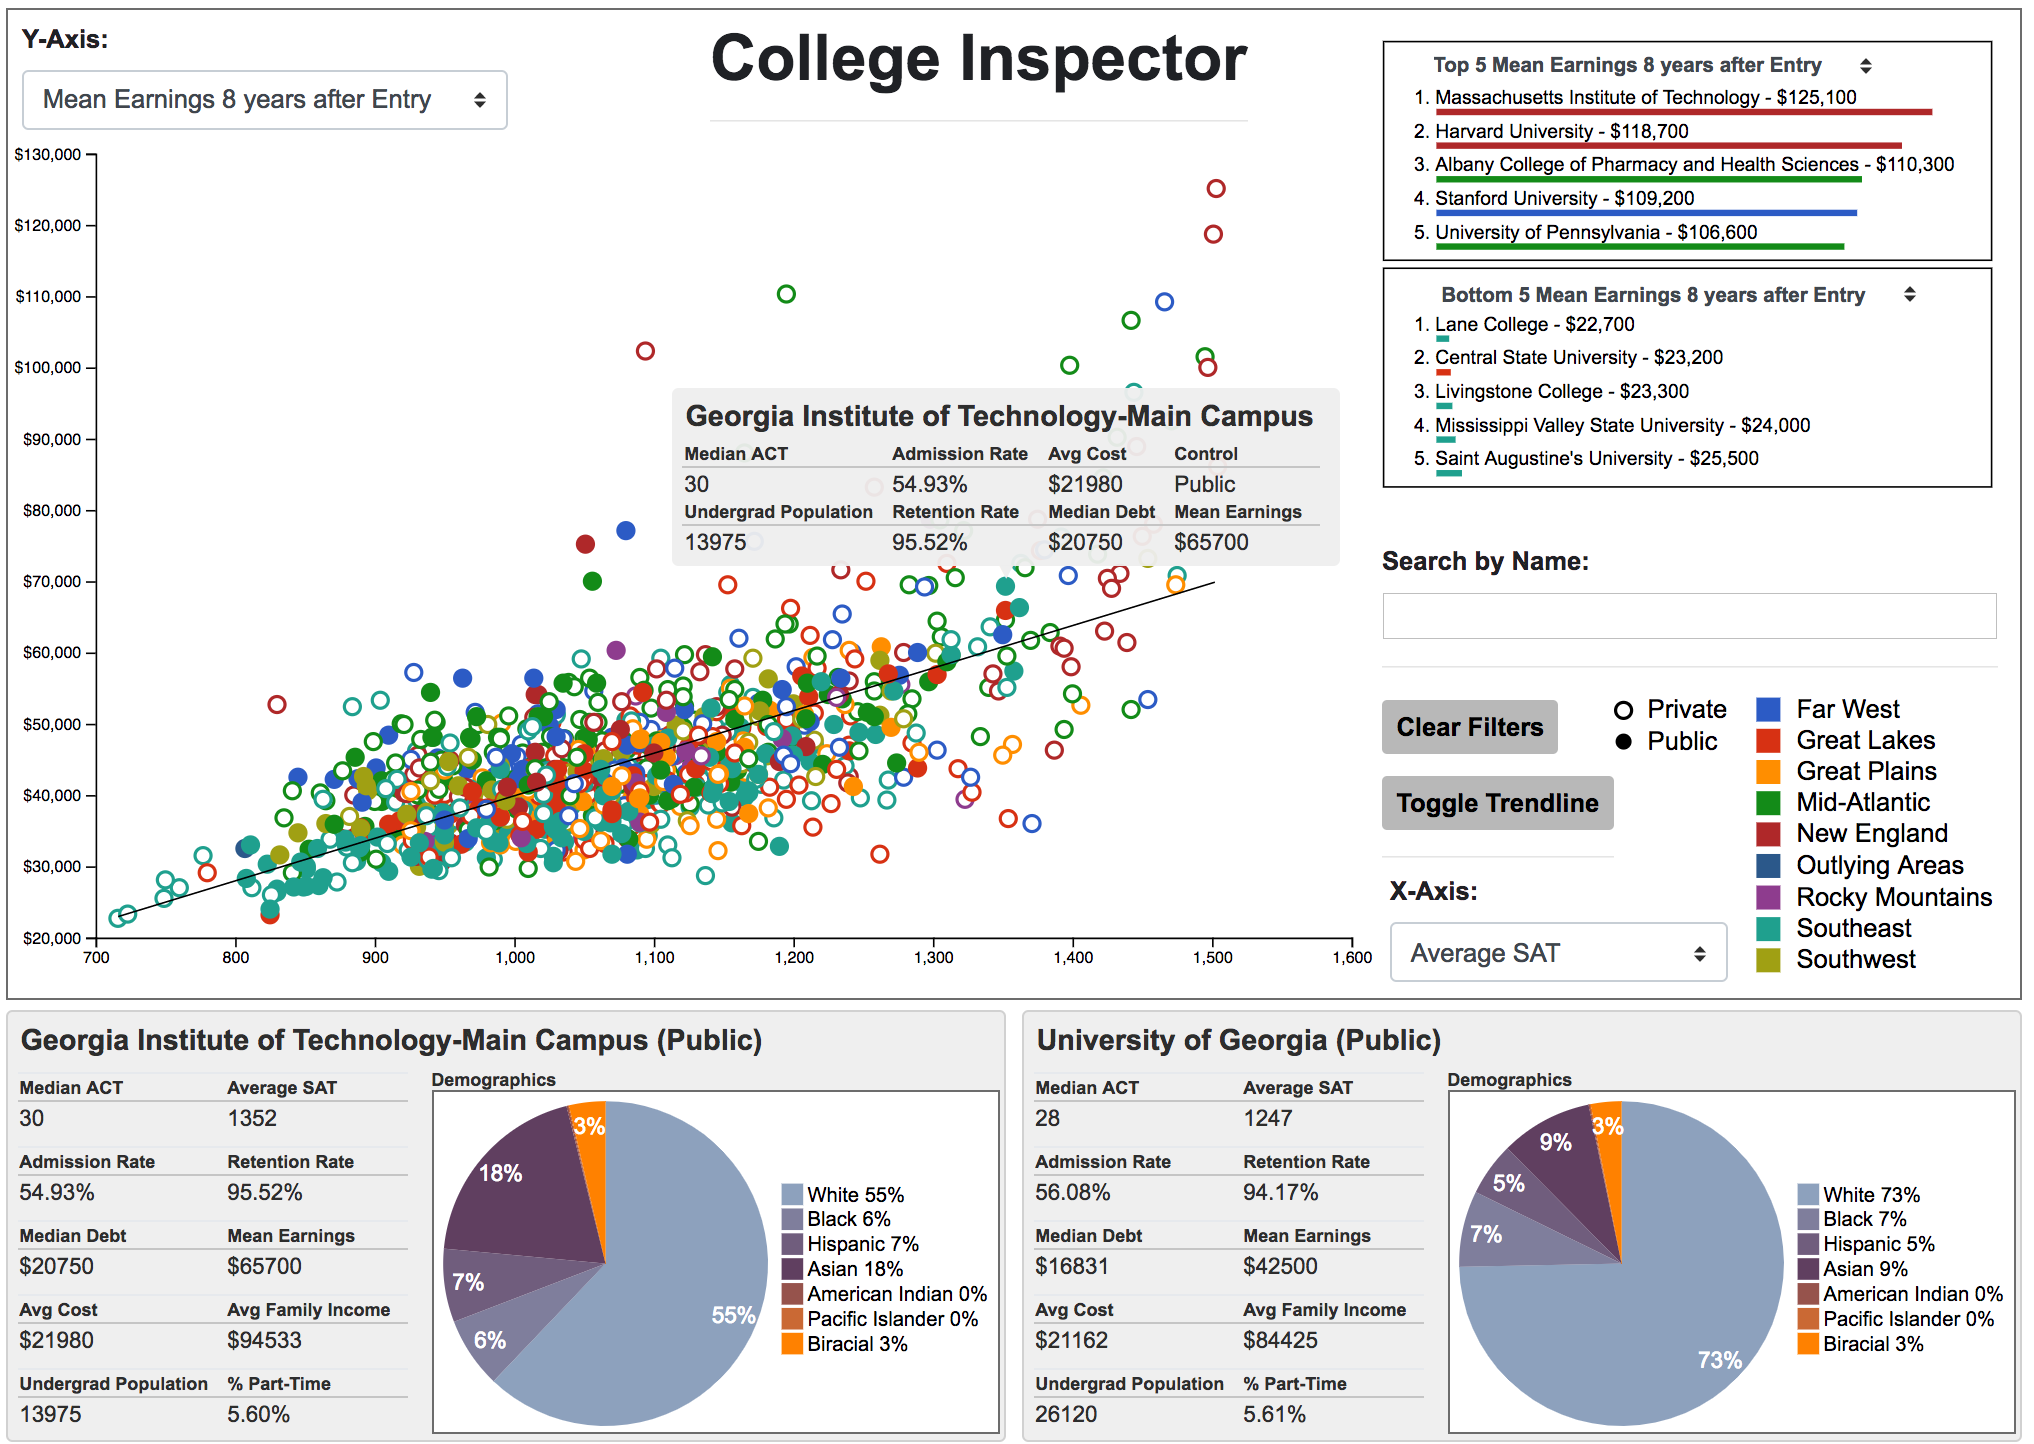 Y-Axis:
Mean Earnings 8 years after Entry
College Inspector
Top 5 Mean Earnings 8 years after Entry
1. Massachusetts Institute of Technology - $125,100
2. Harvard University - $118,700
3. Albany College of Pharmacy and Health Sciences - $110,300
4. Stanford University - $109,200
5. University of Pennsylvania - $106,600
Bottom 5 Mean Earnings 8 years after Entry
1. Lane College - $22,700
2. Central State University - $23,200
3. Livingstone College - $23,300
4. Mississippi Valley State University - $24,000
5. Saint Augustine's University - $25,500
$130,000
$120,000
$110,000
$100,000
$90,000
$80,000
$70,000
$60,000
$50,000
$40,000
$30,000
$20,000
700 800 900 1,000 1,100 1,200 1,300 1,400 1,500 1,600
Georgia Institute of Technology-Main Campus
Median ACT Admission Rate Avg Cost Control
30 54.93% $21980 Public
Undergrad Population Retention Rate Median Debt Mean Earnings
13975 95.52% $20750 $65700
Search by Name:
Clear Filters
Toggle Trendline
Private
Public
Far West
Great Lakes
Great Plains
Mid-Atlantic
New England
Outlying Areas
Rocky Mountains
Southeast
Southwest
X-Axis:
Average SAT
Georgia Institute of Technology-Main Campus (Public)
Median ACT Average SAT
30 1352
Admission Rate Retention Rate
54.93% 95.52%
Median Debt Mean Earnings
$20750 $65700
Avg Cost Avg Family Income
$21980 $94533
Undergrad Population % Part-Time
13975 5.60%
Demographics
3%
18%
7%
6%
55%
White 55%
Black 6%
Hispanic 7%
Asian 18%
American Indian 0%
Pacific Islander 0%
Biracial 3%
University of Georgia (Public)
Median ACT Average SAT
28 1247
Admission Rate Retention Rate
56.08% 94.17%
Median Debt Mean Earnings
$16831 $42500
Avg Cost Avg Family Income
$21162 $84425
Undergrad Population % Part-Time
26120 5.61%
Demographics
3%
9%
5%
7%
73%
White 73%
Black 7%
Hispanic 5%
Asian 9%
American Indian 0%
Pacific Islander 0%
Biracial 3%